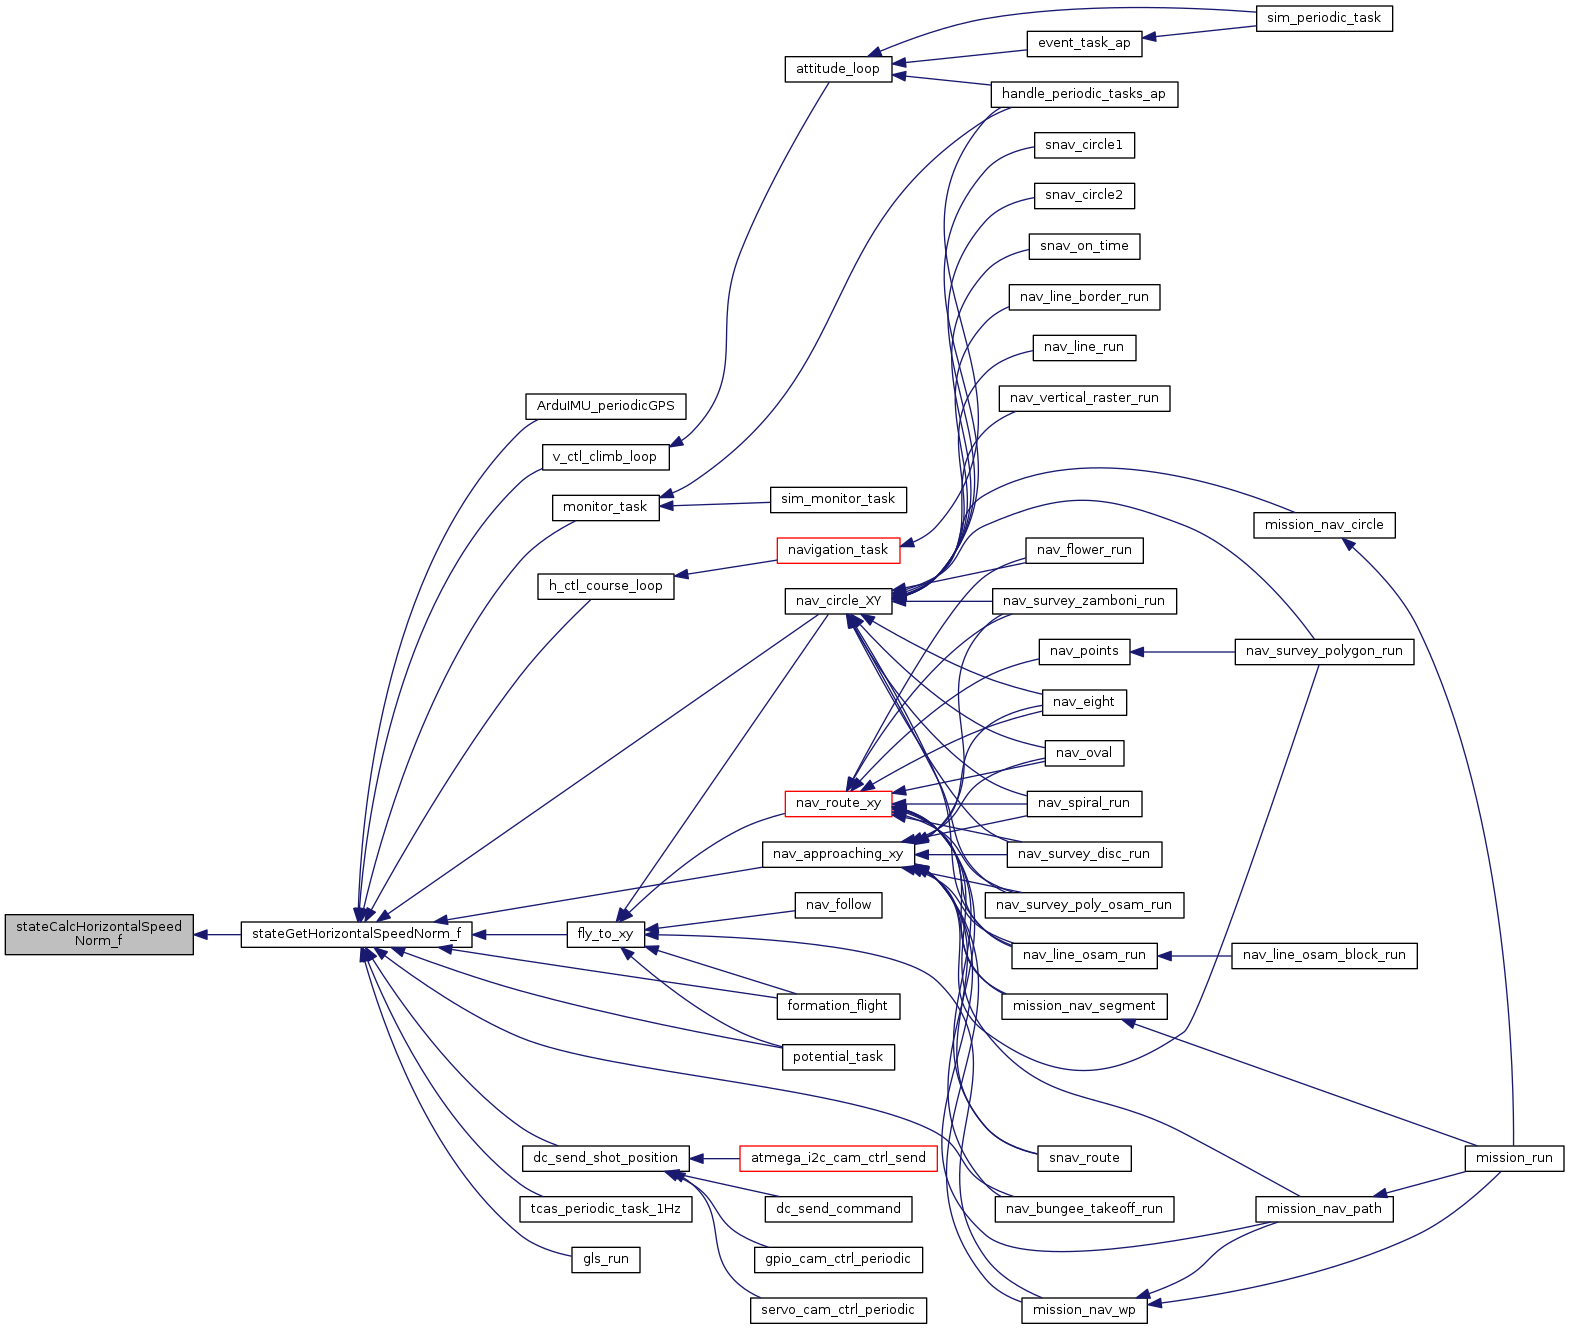 sim_periodic_task
event_task_ap
attitude_loop
handle_periodic_tasks_ap
snav_circle1
snav_circle2
snav_on_time
nav_line_border_run
nav_line_run
nav_vertical_raster_run
ArduIMU_periodicGPS
v_ctl_climb_loop
monitor_task
sim_monitor_task
mission_nav_circle
navigation_task
nav_flower_run
h_ctl_course_loop
nav_circle_XY
nav_survey_zamboni_run
nav_points
nav_survey_polygon_run
nav_eight
nav_oval
nav_route_xy
nav_spiral_run
nav_approaching_xy
nav_survey_disc_run
nav_follow
nav_survey_poly_osam_run
stateCalcHorizontalSpeed
Norm_f
stateGetHorizontalSpeedNorm_f
fly_to_xy
nav_line_osam_run
nav_line_osam_block_run
formation_flight
mission_nav_segment
potential_task
dc_send_shot_position
atmega_i2c_cam_ctrl_send
snav_route
mission_run
tcas_periodic_task_1Hz
dc_send_command
nav_bungee_takeoff_run
mission_nav_path
gls_run
gpio_cam_ctrl_periodic
servo_cam_ctrl_periodic
mission_nav_wp